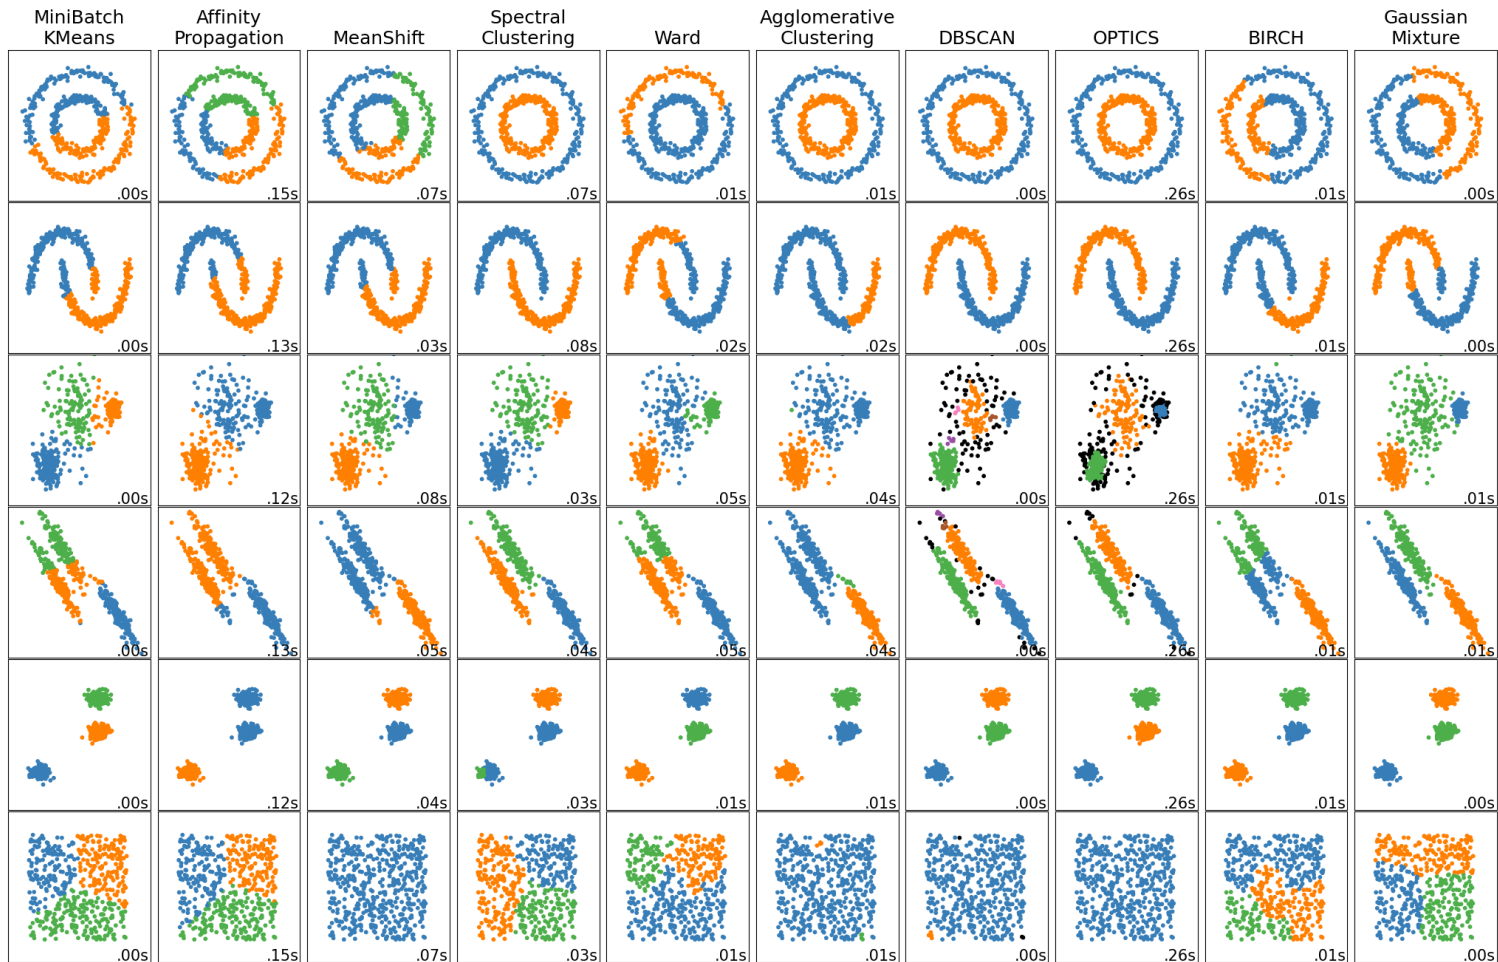 MiniBatch
KMeans
Affinity
Propagation
MeanShift
Spectral
Clustering
Ward
Agglomerative
Clustering
DBSCAN
OPTICS
BIRCH
Gaussian
Mixture
.00s
.15s
.07s
.07s
.01s
.01s
.00s
.26s
.01s
.00s
.00s
.13s
.03s
.08s
.02s
.02s
.00s
.26s
.01s
.00s
.00s
.12s
.08s
.03s
.05s
.04s
.00s
.26s
.01s
.01s
.00s
.13s
.05s
.04s
.05s
.04s
.00s
.26s
.01s
.01s
.00s
.12s
.04s
.03s
.01s
.01s
.00s
.26s
.01s
.00s
.00s
.15s
.07s
.03s
.01s
.01s
.00s
.26s
.01s
.00s